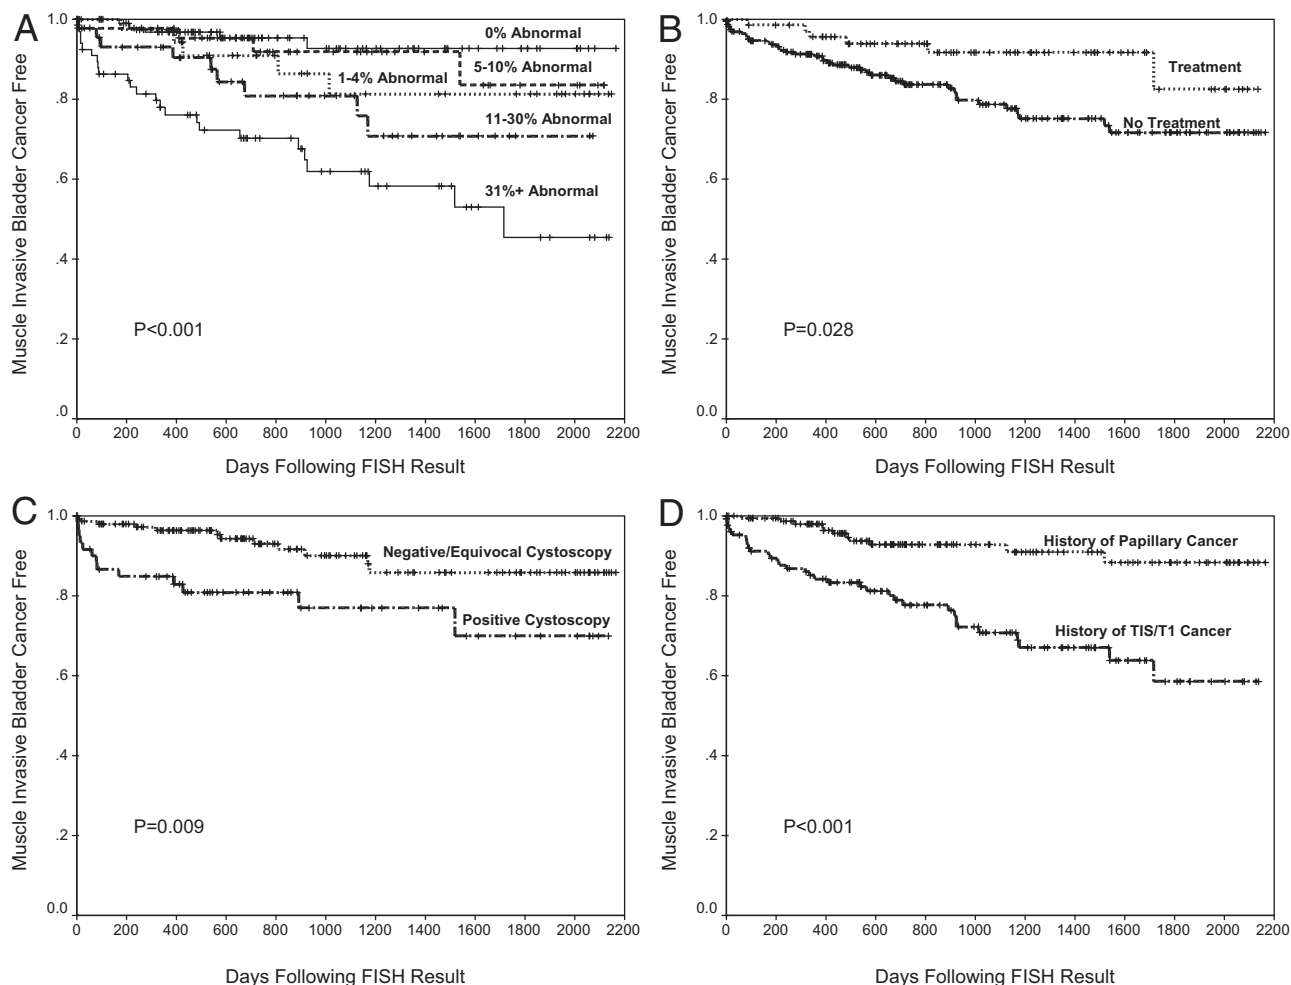 A
Muscle Invasive Bladder Cancer Free
1.0
.8
.6
.4
.2
.0
0% Abnormal
5-10% Abnormal
1-4% Abnormal
11-30% Abnormal
31%+ Abnormal
P<0.001
0 200 400 600 800 1000 1200 1400 1600 1800 2000 2200
Days Following FISH Result
B
Muscle Invasive Bladder Cancer Free
1.0
.8
.6
.4
.2
0.0
Treatment
No Treatment
P=0.028
0 200 400 600 800 1000 1200 1400 1600 1800 2000 2200
Days Following FISH Result
C
Muscle Invasive Bladder Cancer Free
1.0
.8
.6
.4
.2
0.0
Negative/Equivocal Cystoscopy
Positive Cystoscopy
P=0.009
0 200 400 600 800 1000 1200 1400 1600 1800 2000 2200
Days Following FISH Result
D
Muscle Invasive Bladder Cancer Free
1.0
.8
.6
.4
.2
0.0
History of Papillary Cancer
History of TIS/T1 Cancer
P<0.001
0 200 400 600 800 1000 1200 1400 1600 1800 2000 2200
Days Following FISH Result